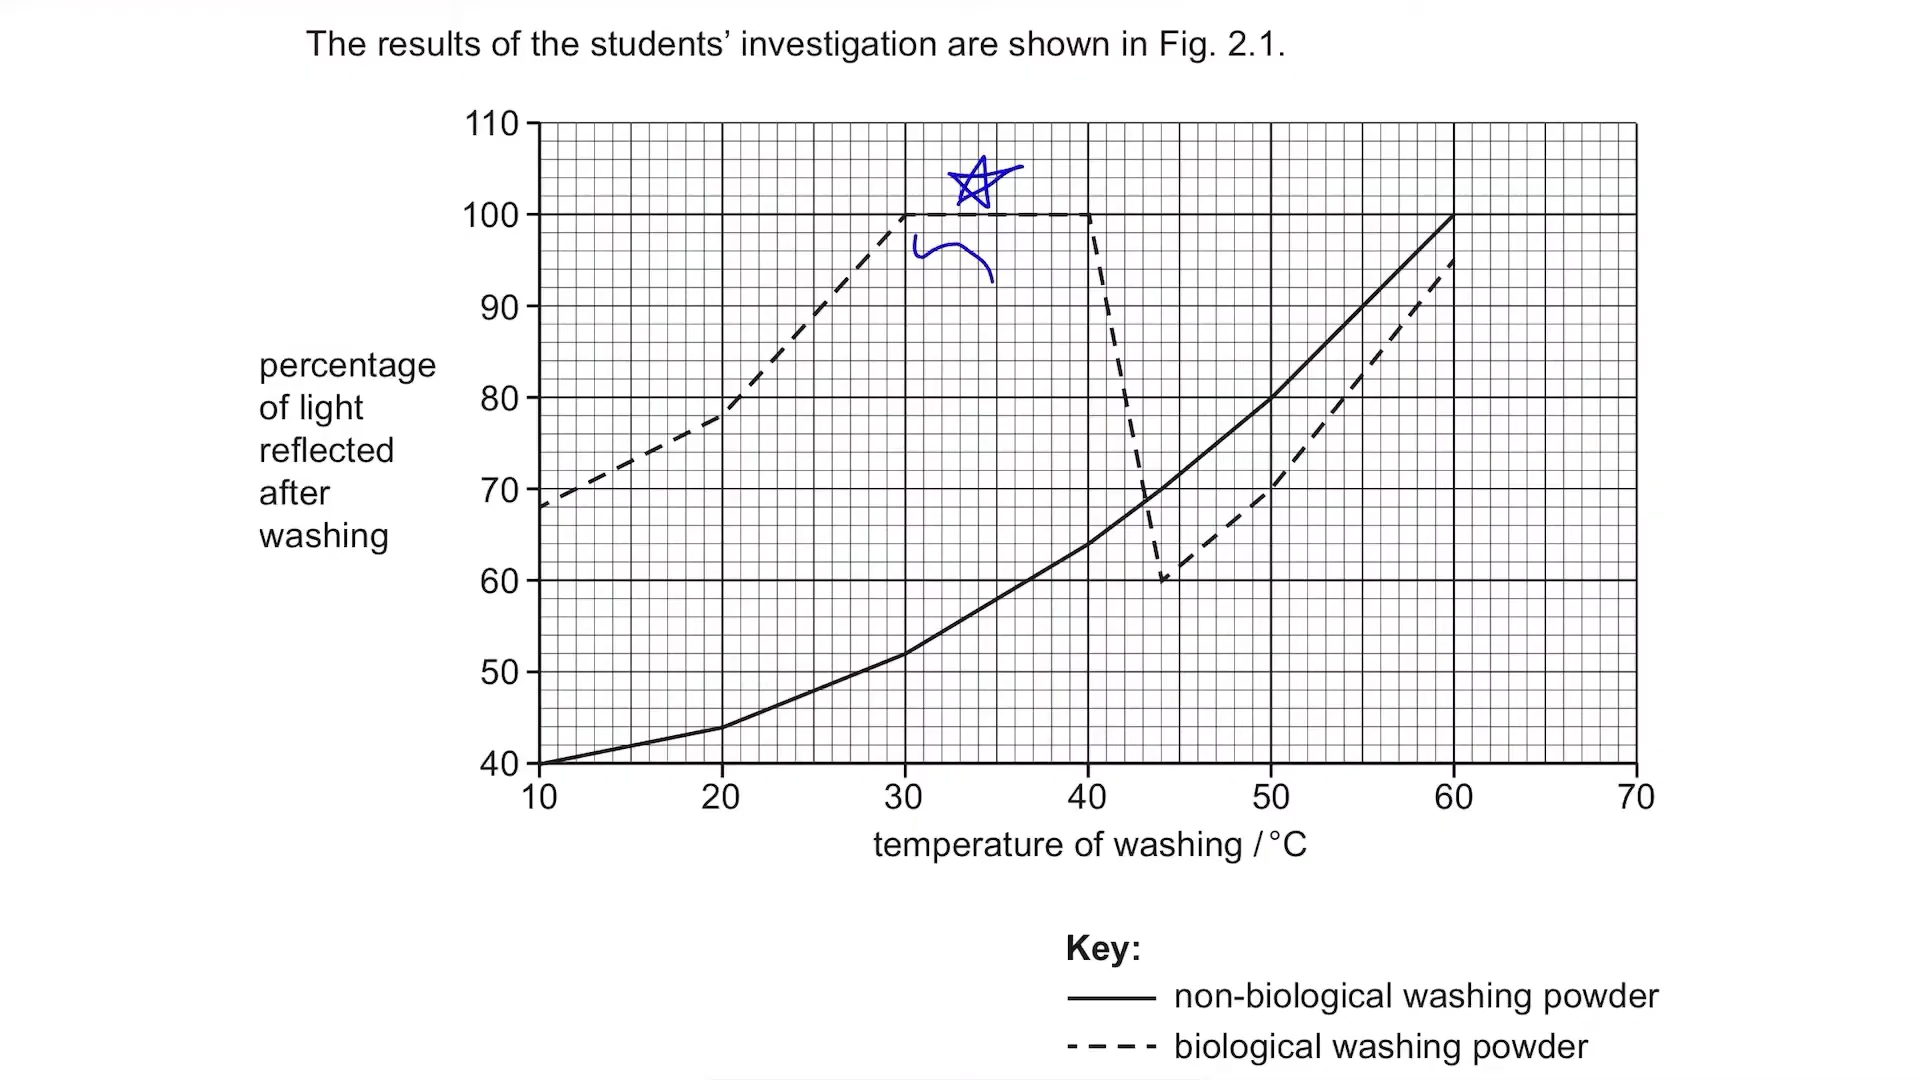 The results of the students’ investigation are shown in Fig. 2.1.
110
100
90
80
70
60
50
40
percentage
of light
reflected
after
washing
10 20 30 40 50 60 70
temperature of washing / °C
Key:
non-biological washing powder
biological washing powder